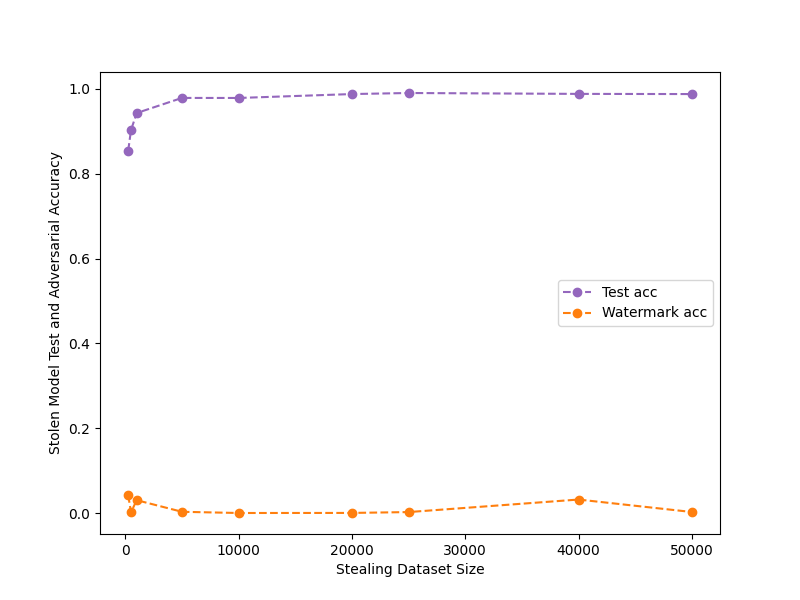 1.0
0.8
0.6
0.4
0.2
0.0
Stolen Model Test and Adversarial Accuracy
Test acc
Watermark acc
0 10000 20000 30000 40000 50000
Stealing Dataset Size